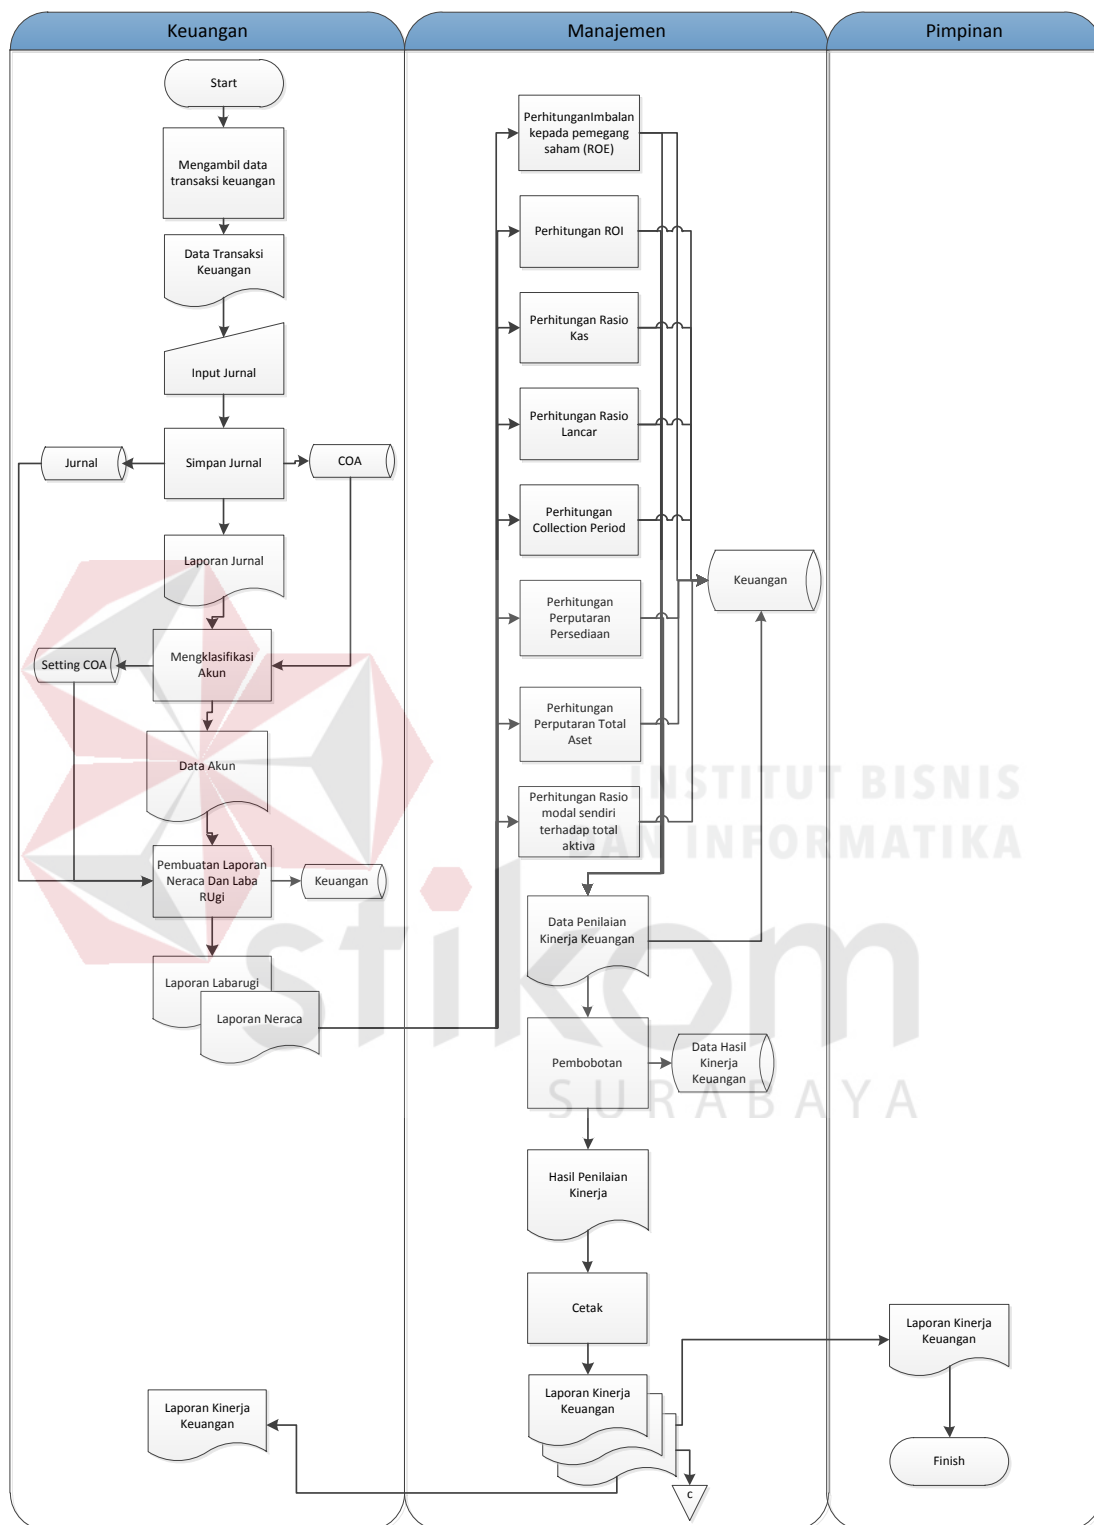 Keuangan
Manajemen
Pimpinan
Start
Mengambil data
transaksi keuangan
Data Transaksi
Keuangan
Input Jurnal
Jurnal
Simpan Jurnal
COA
Laporan Jurnal
Setting COA
Mengklasifikasi
Akun
Data Akun
Pembuatan Laporan
Neraca Dan Laba
RUgi
Keuangan
Laporan Labarugi
Laporan Neraca
Laporan Kinerja
Keuangan
PerhitunganImbalan
kepada pemegang
saham (ROE)
Perhitungan ROI
Perhitungan Rasio
Kas
Perhitungan Rasio
Lancar
Perhitungan
Collection Period
Perhitungan
Perputaran
Persediaan
Perhitungan
Perputaran Total
Aset
Perhitungan Rasio
modal sendiri
terhadap total
aktiva
Keuangan
Data Penilaian
Kinerja Keuangan
Pembobotan
Data Hasil
Kinerja
Keuangan
Hasil Penilaian
Kinerja
Cetak
Laporan Kinerja
Keuangan
C
Laporan Kinerja
Keuangan
Finish
INSTITUT BISNIS
DAN INFORMATIKA
stikom
SURABAYA